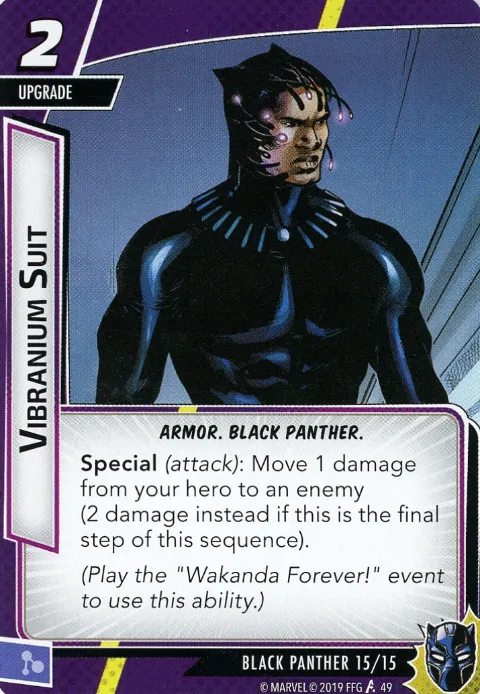 2
UPGRADE
VIBRANIUM SUIT
ARMOR. BLACK PANTHER.
Special (attack): Move 1 damage
from your hero to an enemy
(2 damage instead if this is the final
step of this sequence).
(Play the "Wakanda Forever!" event
to use this ability.)
BLACK PANTHER 15/15
© MARVEL © 2019 FFG 49